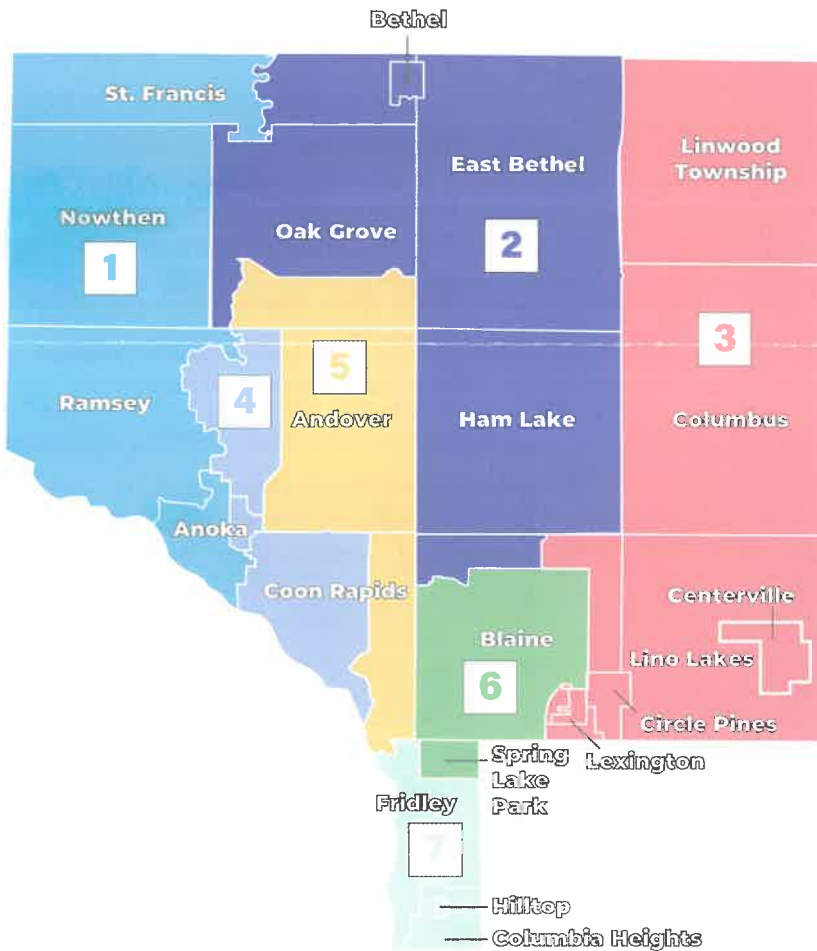 Bethel
St. Francis
East Bethel
Linwood
Township
Nowthen
Oak Grove
1
2
3
5
4
Ramsey
Andover
Ham Lake
Columbus
Anoka
Coon Rapids
Centerville
Blaine
Lino Lakes
6
Circle Pines
Spring
Lake
Park
Lexington
Fridley
7
Hilltop
Columbia Heights